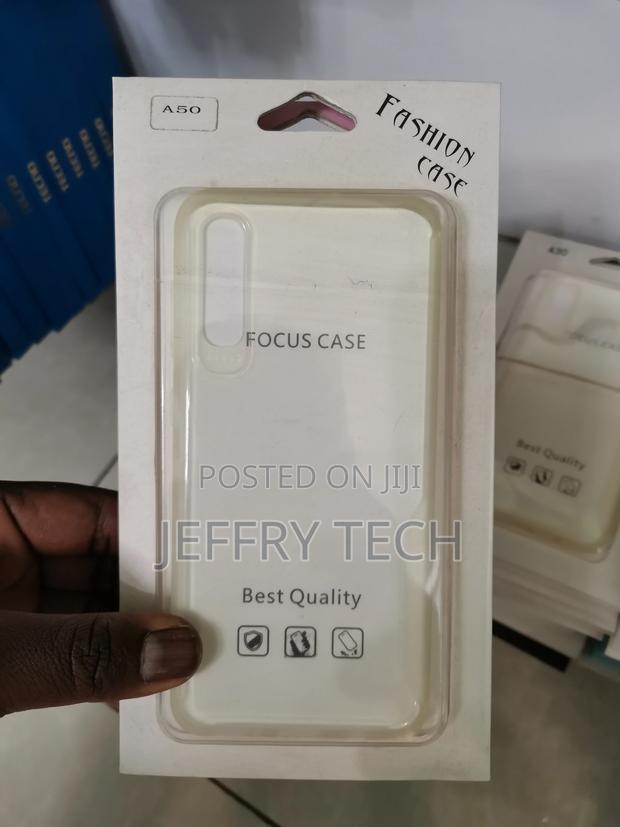 A50
FASHION
CASE
FOCUS CASE
POSTED ON JIJI
JEFFRY TECH
Best Quality
Best Quality